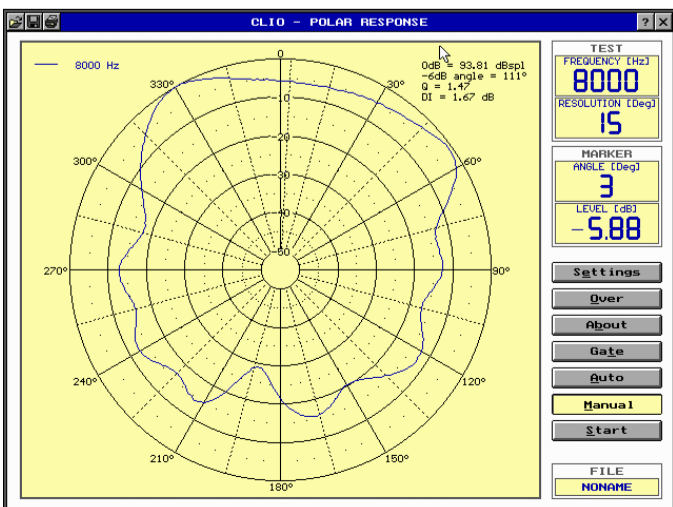 CLIO - POLAR RESPONSE
? ×
8000 Hz
0dB = 93.81 dBspl
-6dB angle = 111°
Q = 1.47
DI = 1.67 dB
0
330°
30°
-10
-20
300°
60°
-30
-40
-50
270°
90°
240°
120°
210°
150°
180°
TEST
FREQUENCY [Hz]
8000
RESOLUTION [Deg]
15
MARKER
ANGLE [Deg]
3
LEVEL [dB]
-5.88
Settings
Over
About
Gate
Auto
Manual
Start
FILE
NONAME